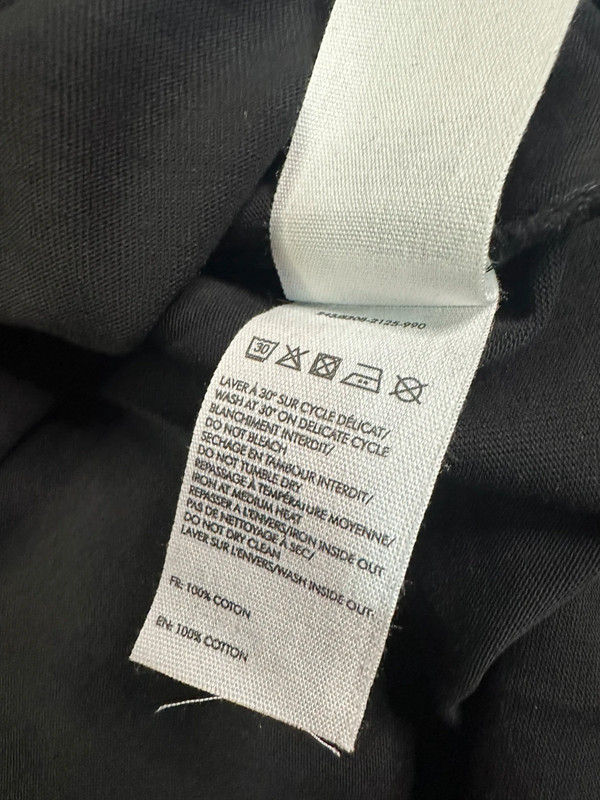 2125-990
30
LAVER À 30° SUR CYCLE DÉLICAT/
WASH AT 30° ON DELICATE CYCLE
BLANCHIMENT INTERDIT/
DO NOT BLEACH
SECHAGE EN TAMBOUR INTERDIT/
DO NOT TUMBLE DRY
REPASSAGE À TEMPÉRATURE MOYENNE/
IRON AT MEDIUM HEAT
REPASSER À L'ENVERS/IRON INSIDE OUT
PAS DE NETTOYAGE À SEC/
DO NOT DRY CLEAN
LAVER SUR L'ENVERS/WASH INSIDE OUT
FR: 100% COTON
EN: 100% COTTON